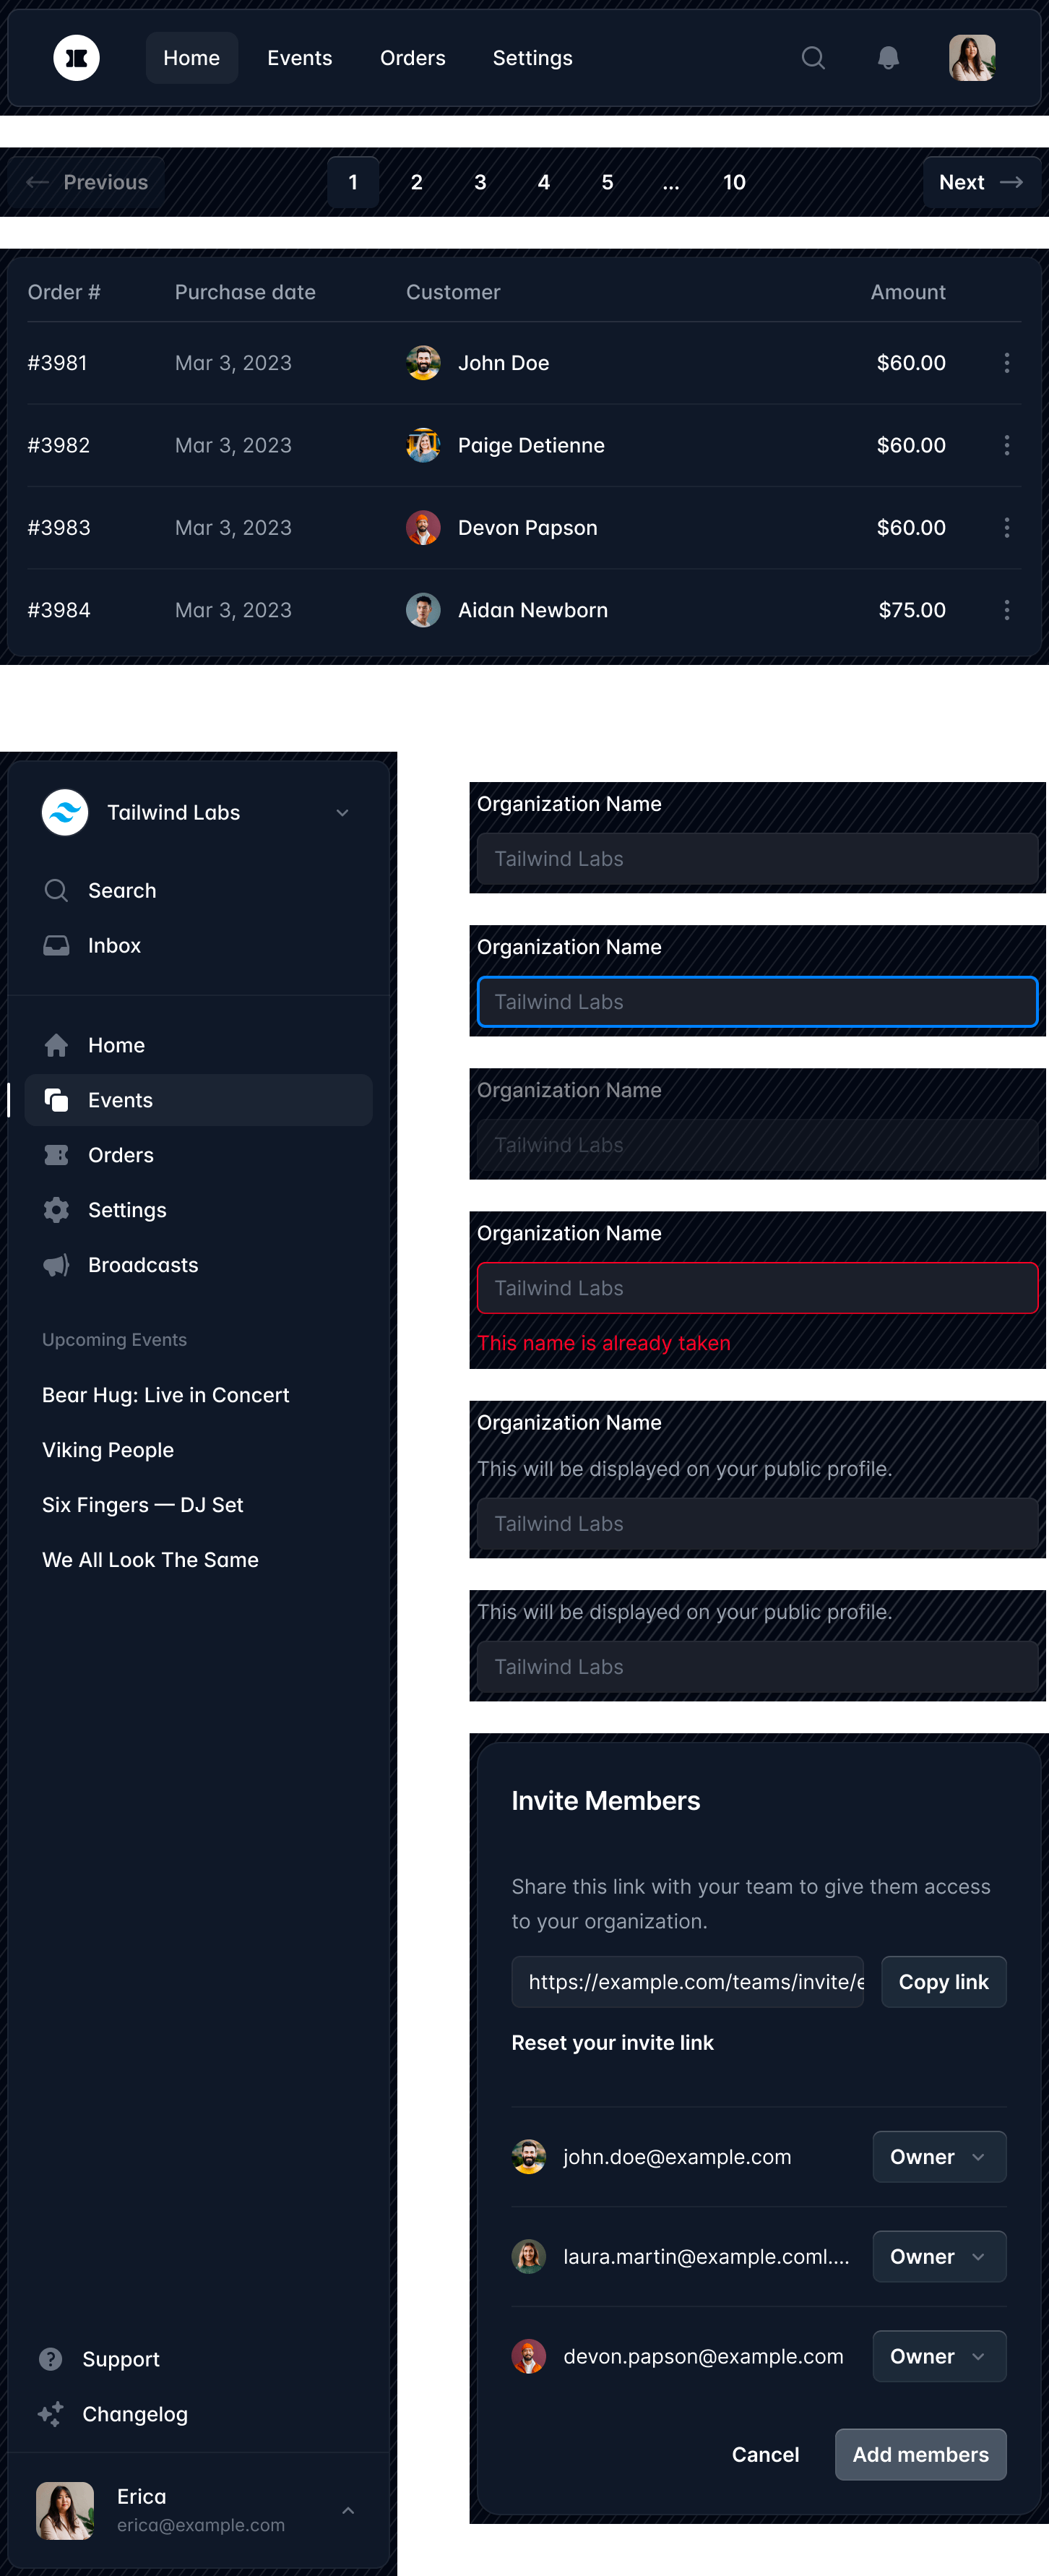 Home Events Orders Settings
Previous 1 2 3 4 5 ... 10 Next
Order # Purchase date Customer Amount
#3981 Mar 3, 2023 John Doe $60.00
#3982 Mar 3, 2023 Paige Detienne $60.00
#3983 Mar 3, 2023 Devon Papson $60.00
#3984 Mar 3, 2023 Aidan Newborn $75.00
Tailwind Labs
Search
Inbox
Home
Events
Orders
Settings
Broadcasts
Upcoming Events
Bear Hug: Live in Concert
Viking People
Six Fingers — DJ Set
We All Look The Same
Support
Changelog
Erica
erica@example.com
Organization Name
Tailwind Labs
Organization Name
Tailwind Labs
Organization Name
Tailwind Labs
Organization Name
Tailwind Labs
This name is already taken
Organization Name
This will be displayed on your public profile.
Tailwind Labs
This will be displayed on your public profile.
Tailwind Labs
Invite Members
Share this link with your team to give them access
to your organization.
https://example.com/teams/invite/e Copy link
Reset your invite link
john.doe@example.com Owner
laura.martin@example.coml.... Owner
devon.papson@example.com Owner
Cancel Add members